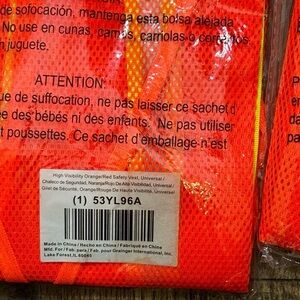 de sofocación, mantenga esta bolsa alejada
No use en cunas, camas, carriolas o corrales
n juguete.
ATTENTION:
ue de suffocation, ne pas laisser ce sachet d
ée des bébés ni des enfants. Ne pas utiliser
et poussettes. Ce sachet d'emballage n'est
High Visibility Orange/Red Safety Vest, Universal /
Chaleco de Seguridad, Naranja/Rojo De Alta Visibilidad, Universal /
Gilet de Sécurité, Orange/Rouge De Haute Visibilité, Universel
(1) 53YL96A
Made in China / Hecho en China / Fabriqué en Chine
Mfd. For / Fab. para / Fab. pour Grainger International, Inc.
Lake Forest, IL 60045